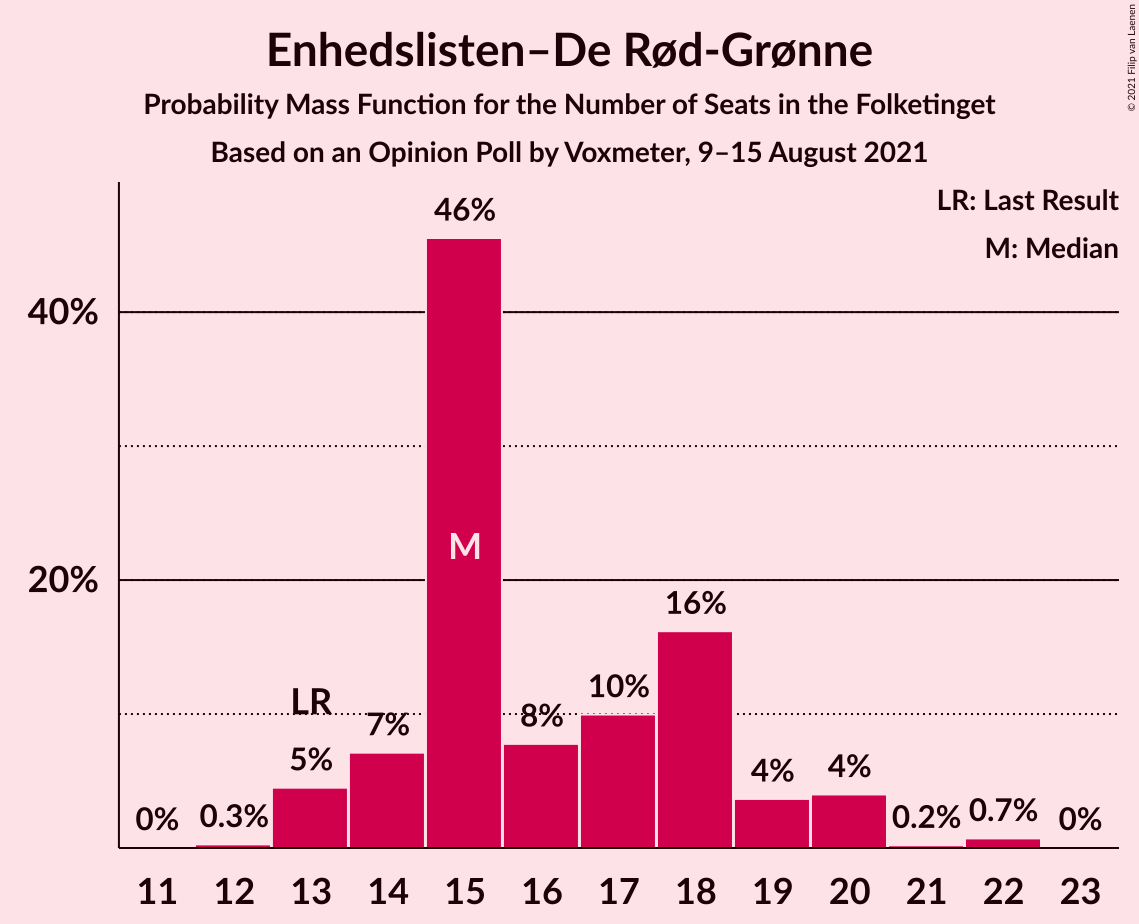 Enhedslisten–De Rød-Grønne
Probability Mass Function for the Number of Seats in the Folketinget
Based on an Opinion Poll by Voxmeter, 9–15 August 2021
© 2021 Filip van Laenen
LR: Last Result
M: Median
40%
20%
0%
0.3%
LR
5%
7%
46%
M
8%
10%
16%
4%
4%
0.2%
0.7%
0%
11 12 13 14 15 16 17 18 19 20 21 22 23